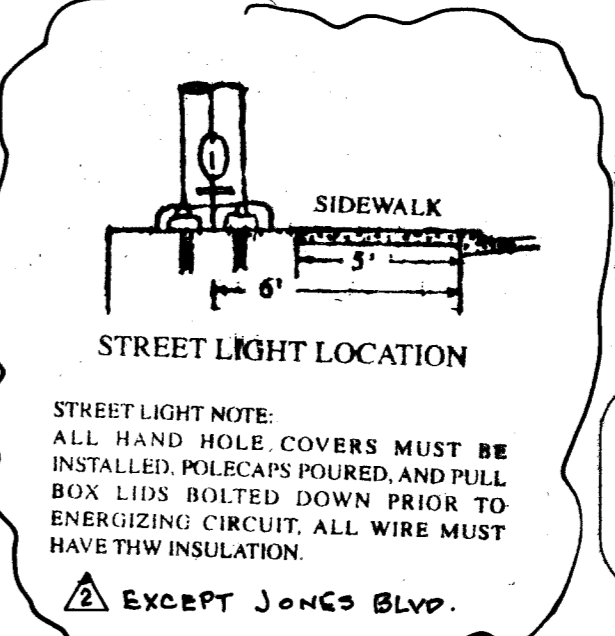 SIDEWALK
5'
6'
STREET LIGHT LOCATION
STREET LIGHT NOTE:
ALL HAND HOLE, COVERS MUST BE
INSTALLED, POLECAPS POURED, AND PULL
BOX LIDS BOLTED DOWN PRIOR TO
ENERGIZING CIRCUIT, ALL WIRE MUST
HAVE THW INSULATION.
2 EXCEPT JONES BLVD.